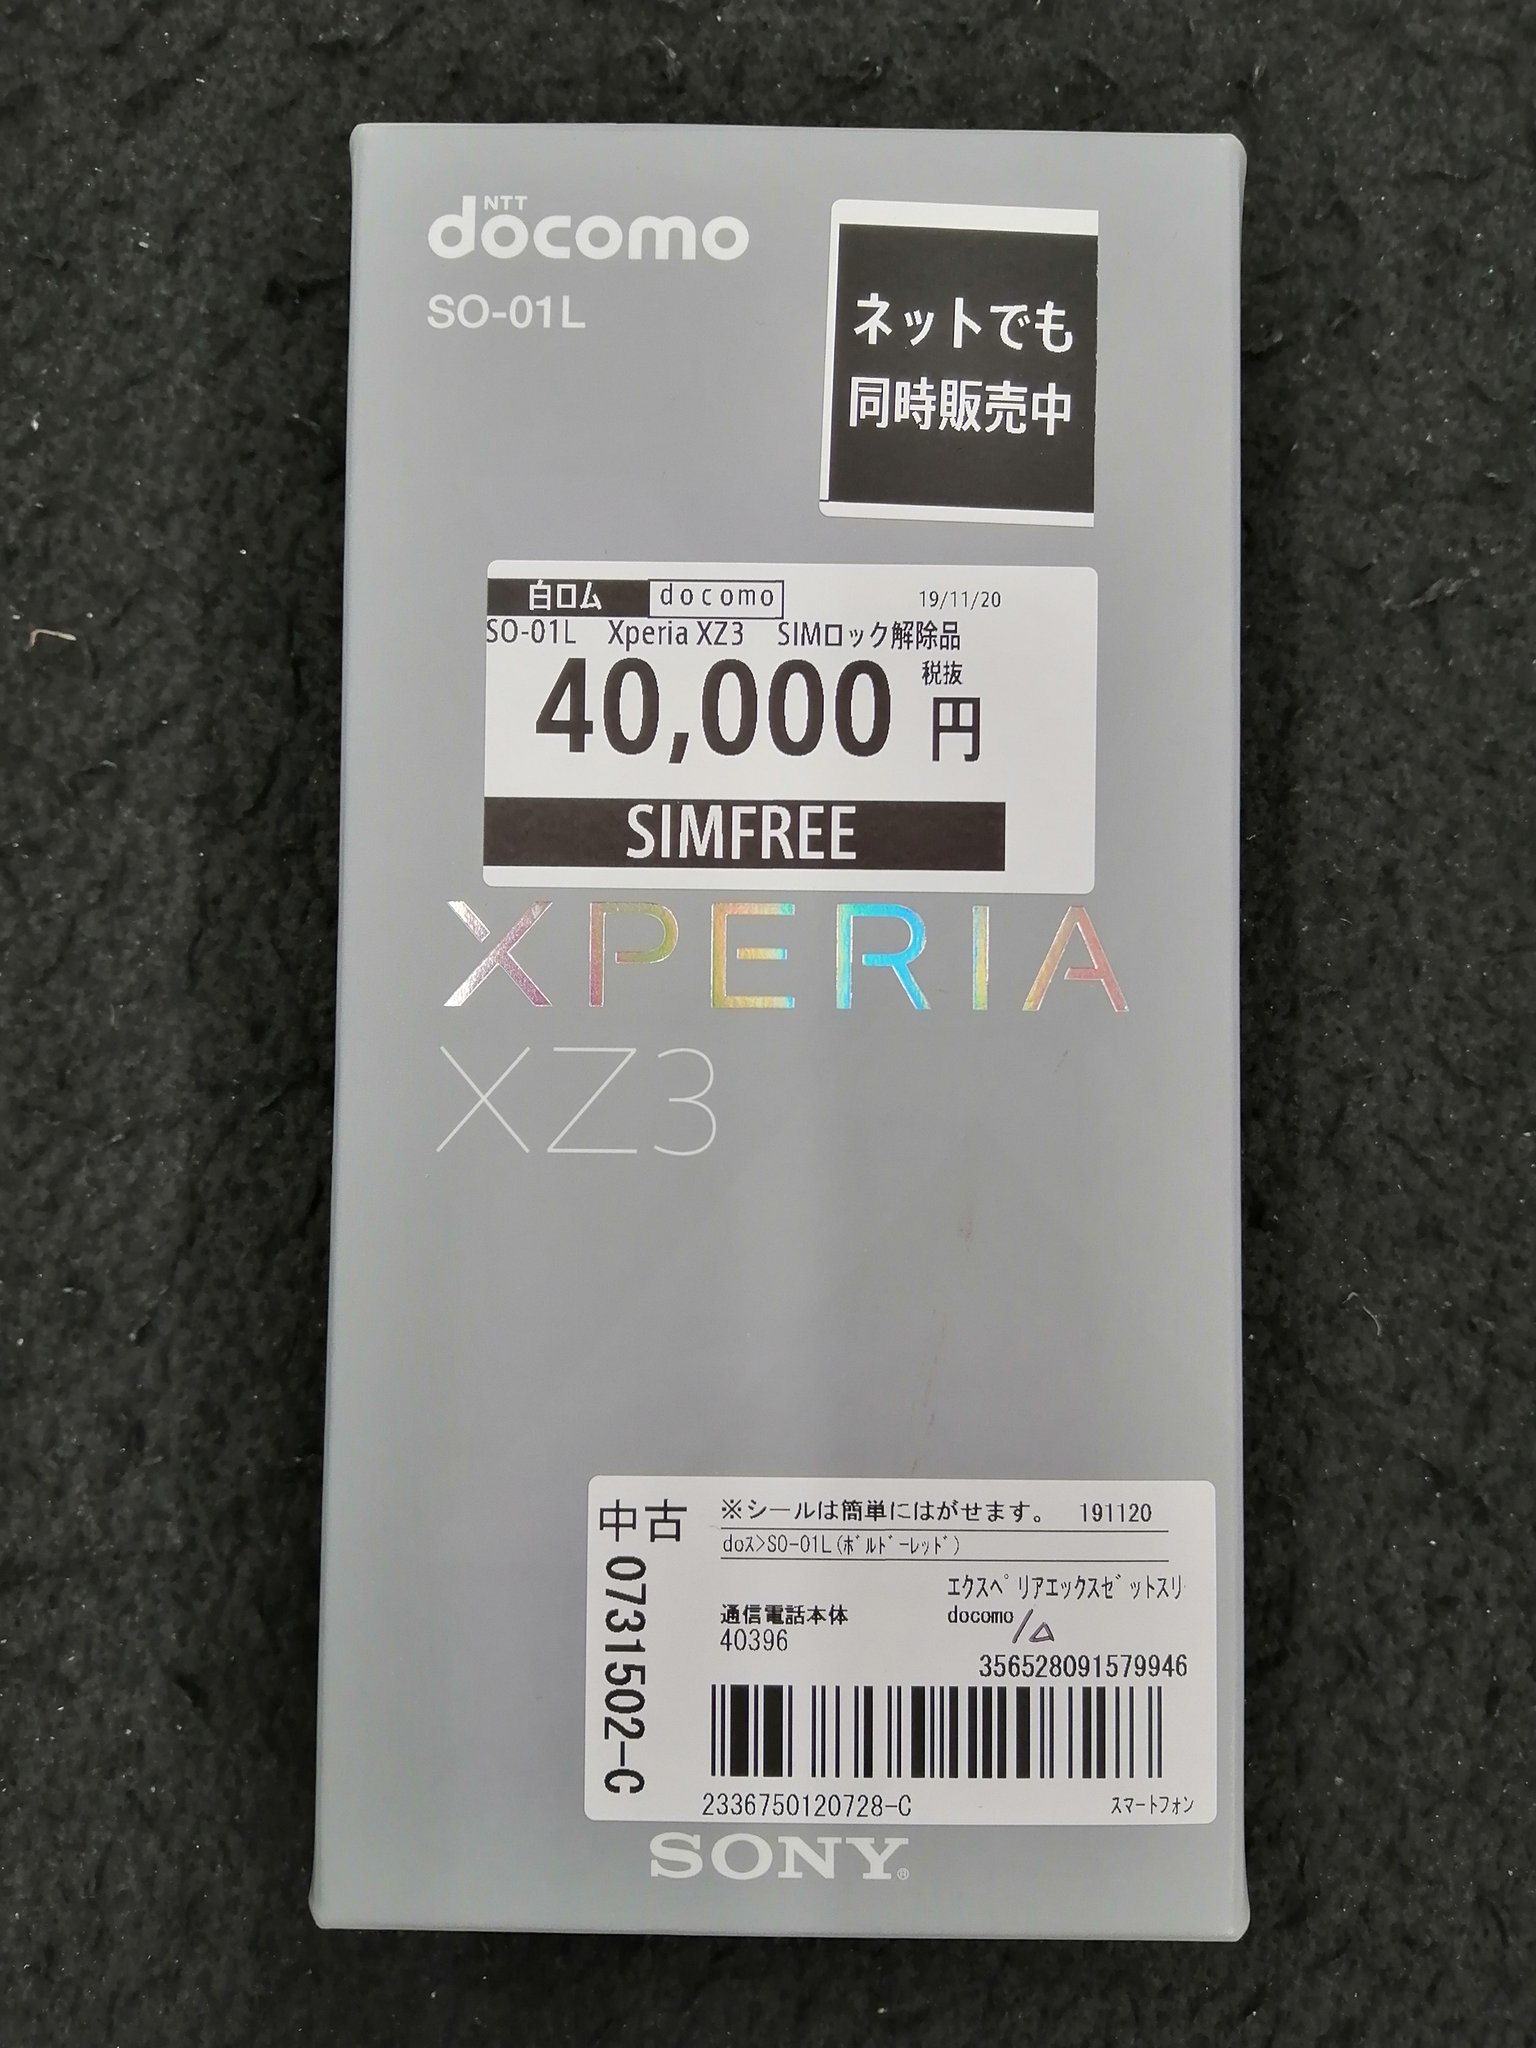 NTT
docomo
SO-01L
ネットでも
同時販売中
白ロム docomo 19/11/20
SO-01L Xperia XZ3 SIMロック解除品
40,000 税抜 円
SIMFREE
XPERIA
XZ3
中古 0731502-C
※シールは簡単にはがせます。 191120
doｽ>SO-01L(ﾎﾞﾙﾄﾞｰﾚｯﾄﾞ)
ｴｸｽﾍﾟﾘｱｴｯｸｽｾﾞｯﾄｽﾘ
通信電話本体 docomo/△
40396
356528091579946
2336750120728-C ｽﾏｰﾄﾌｫﾝ
SONY®